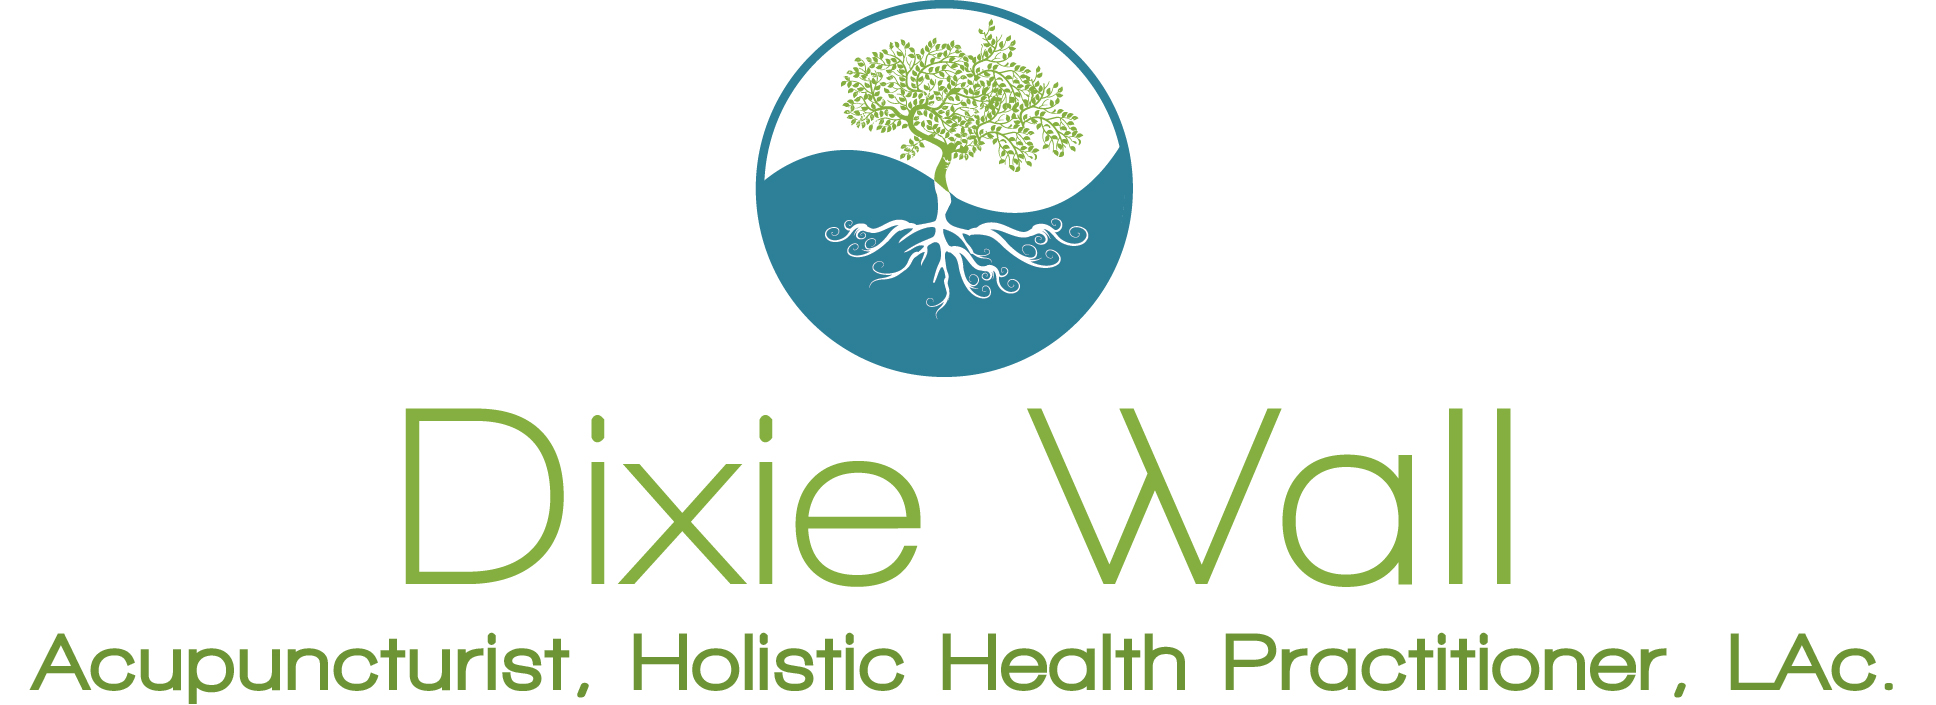 Dixie Wall
Acupuncturist, Holistic Health Practitioner, LAc.